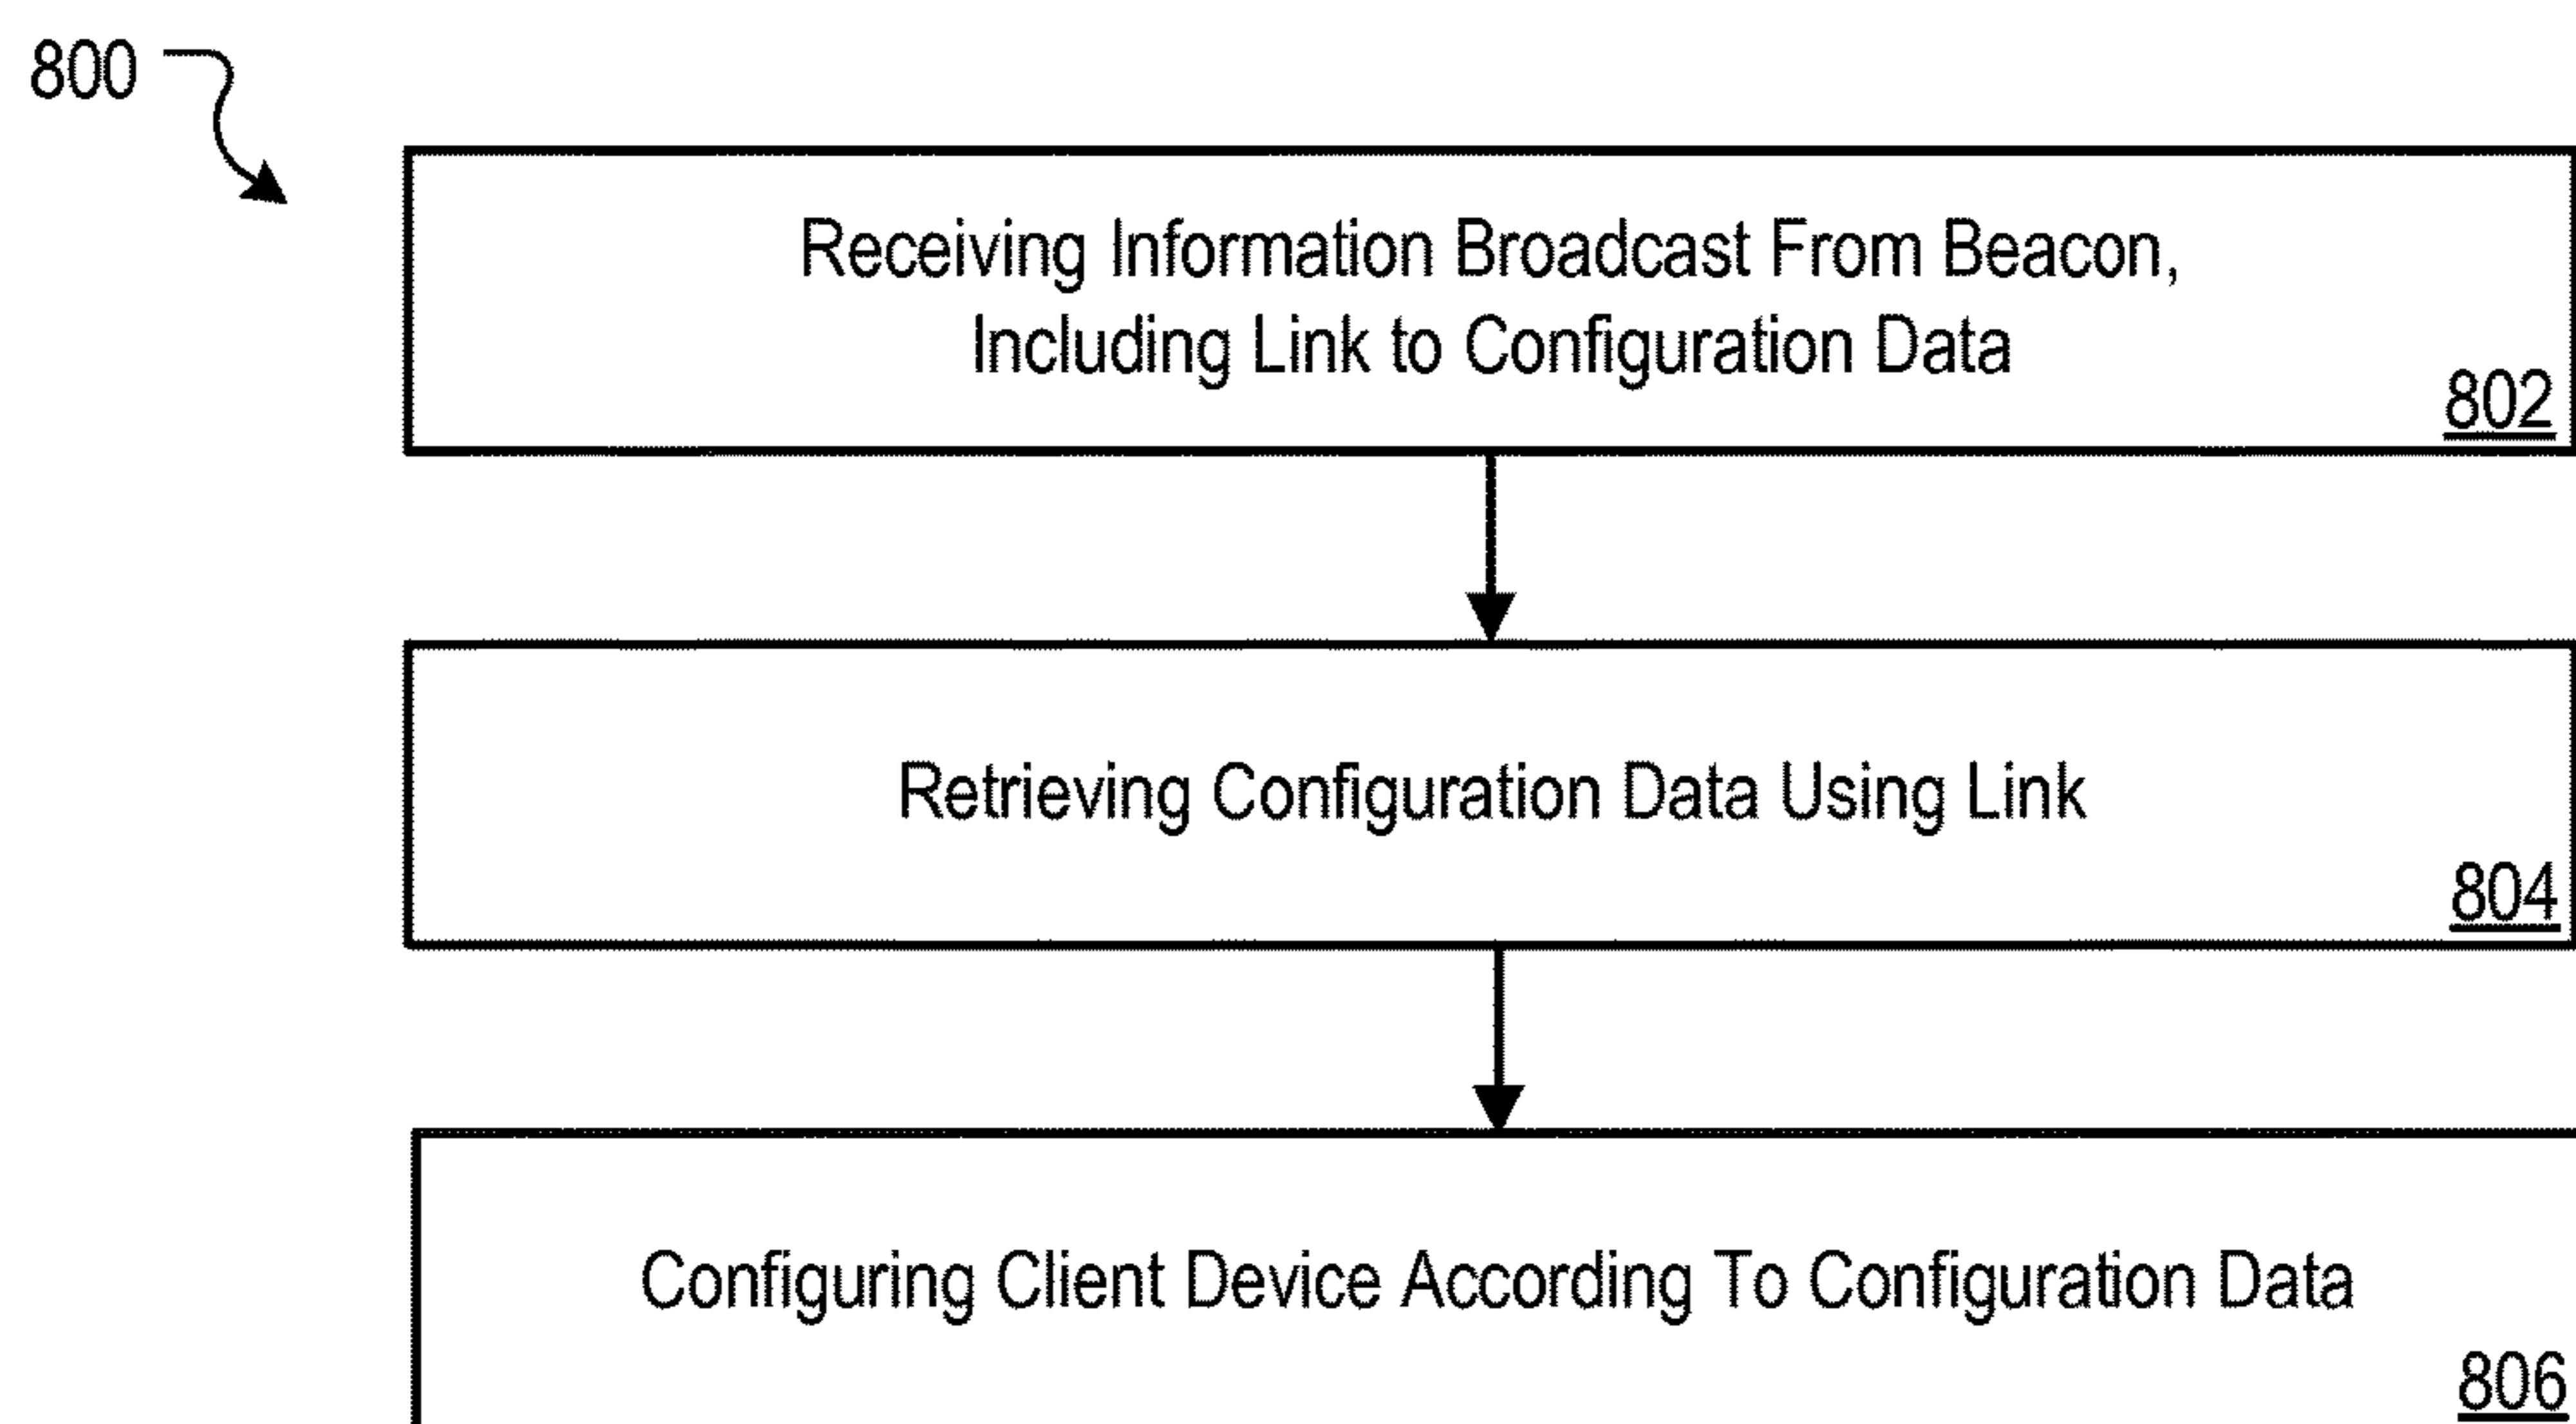 800
Receiving Information Broadcast From Beacon,
Including Link to Configuration Data
802
Retrieving Configuration Data Using Link
804
Configuring Client Device According To Configuration Data
806